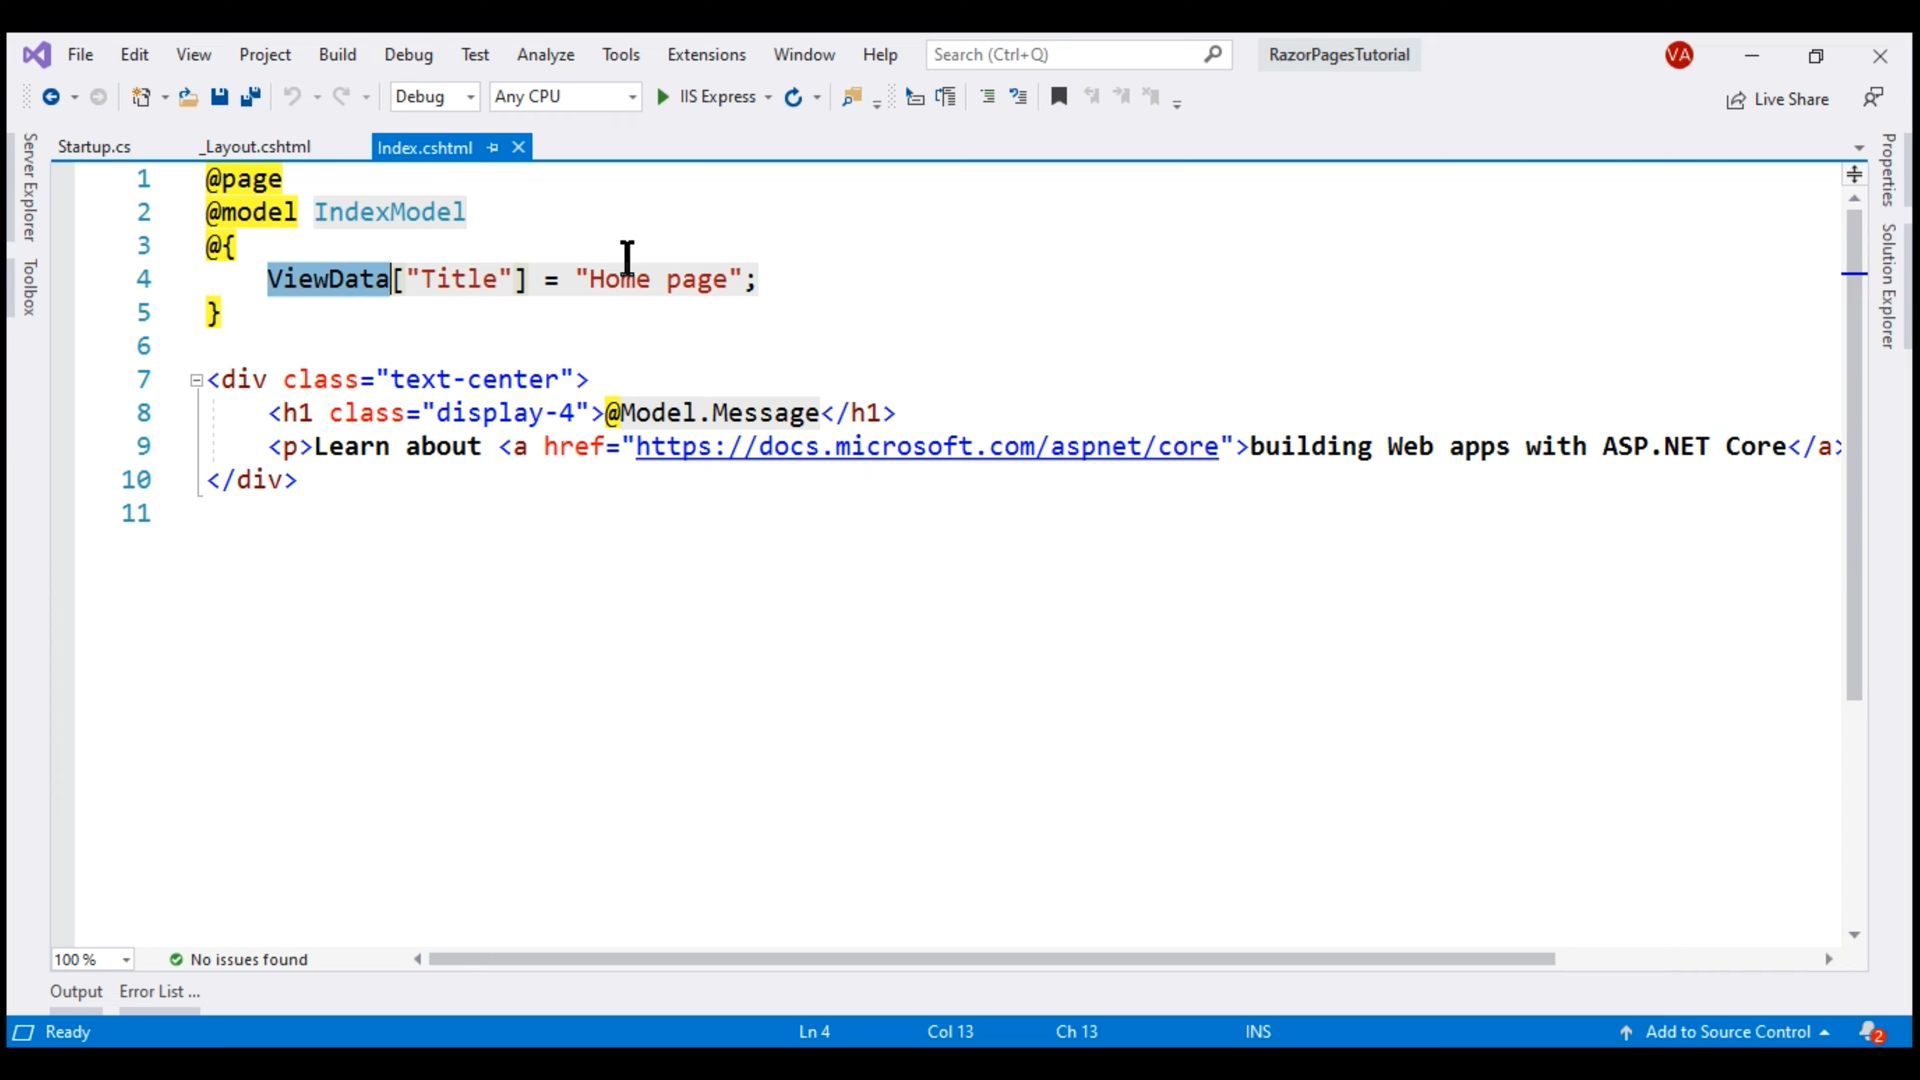 File Edit View Project Build Debug Test Analyze Tools Extensions Window Help Search (Ctrl+Q) RazorPagesTutorial VA
Debug Any CPU IIS Express Live Share
Startup.cs _Layout.cshtml Index.cshtml
Server Explorer
Toolbox
Properties
Solution Explorer
1 @page
2 @model IndexModel
3 @{
4 ViewData["Title"] = "Home page";
5 }
6
7 <div class="text-center">
8 <h1 class="display-4">@Model.Message</h1>
9 <p>Learn about <a href="https://docs.microsoft.com/aspnet/core">building Web apps with ASP.NET Core</a>
10 </div>
11
100 % No issues found
Output Error List ...
Ready Ln 4 Col 13 Ch 13 INS Add to Source Control 2